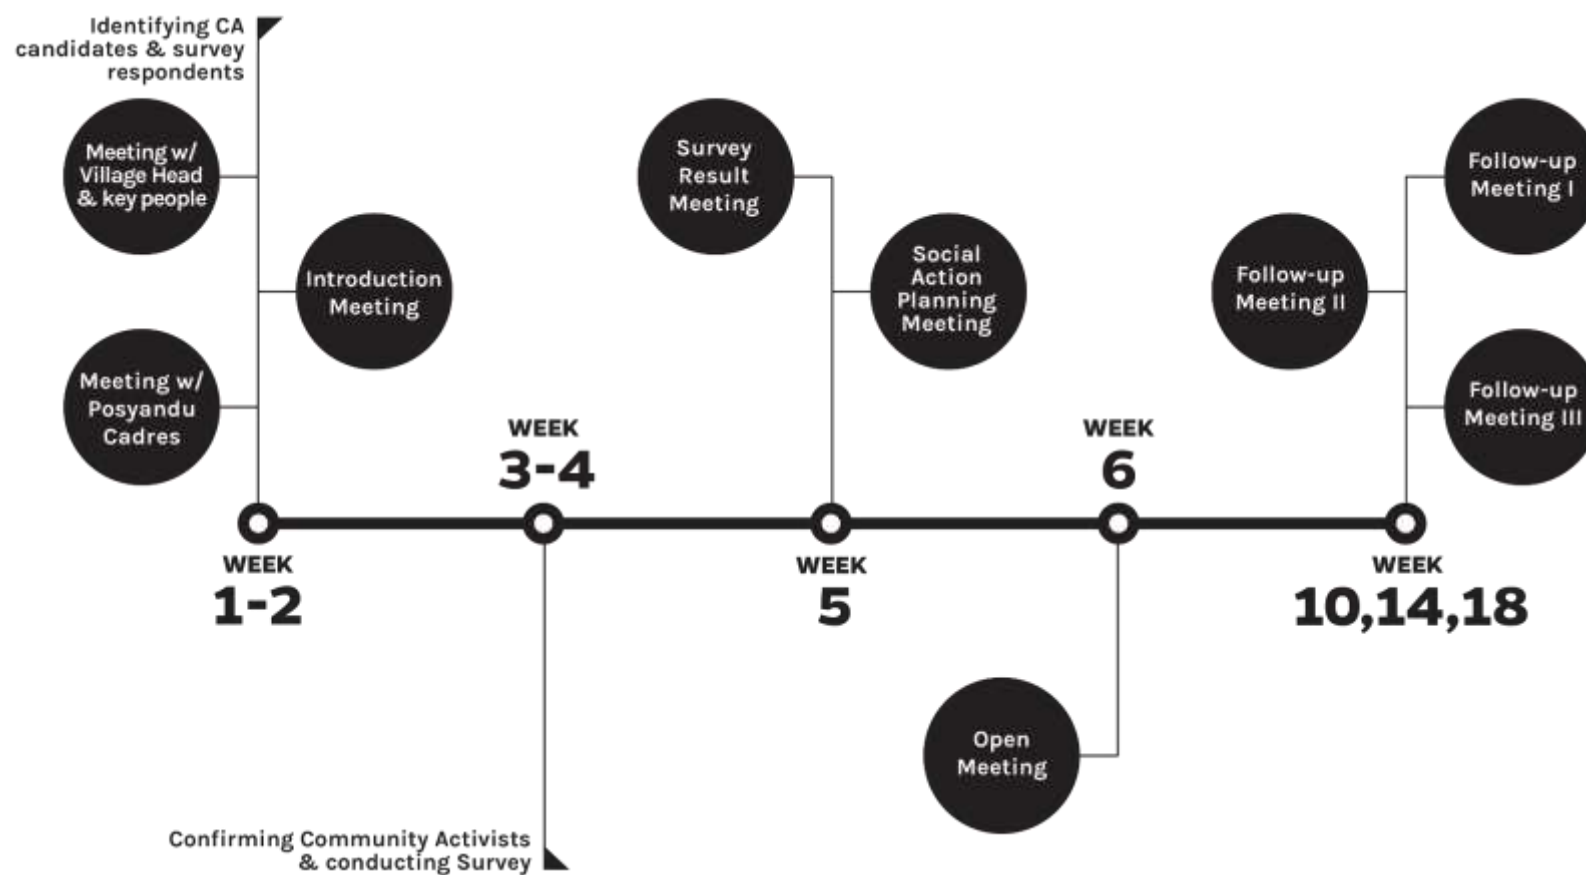 Identifying CA
candidates & survey
respondents
Meeting w/
Village Head
& key people
Introduction
Meeting
Meeting w/
Posyandu
Cadres
WEEK
1-2
WEEK
3-4
Confirming Community Activists
& conducting Survey
Survey
Result
Meeting
Social
Action
Planning
Meeting
WEEK
5
WEEK
6
Open
Meeting
Follow-up
Meeting I
Follow-up
Meeting II
Follow-up
Meeting III
WEEK
10,14,18